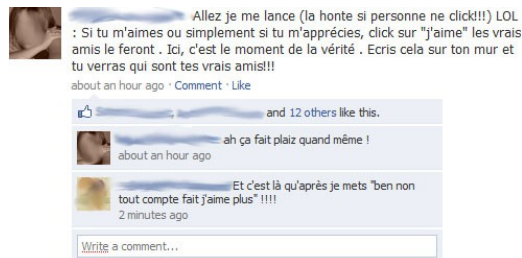 Allez je me lance (la honte si personne ne click!!!) LOL
: Si tu m'aimes ou simplement si tu m'apprécies, click sur "j'aime" les vrais
amis le feront . Ici, c'est le moment de la vérité . Ecris cela sur ton mur et
tu verras qui sont tes vrais amis!!!
about an hour ago · Comment · Like
and 12 others like this.
ah ça fait plaiz quand même !
about an hour ago
Et c'est là qu'après je mets "ben non
tout compte fait j'aime plus" !!!!
2 minutes ago
Write a comment...